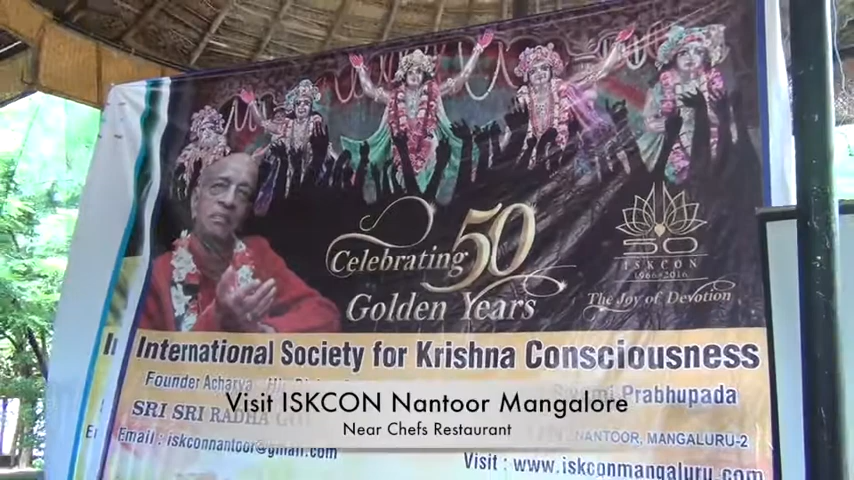 Celebrating 50
Golden Years
50
ISKCON
1966-2016
The Joy of Devotion
International Society for Krishna Consciousness
Founder Acharya
Swami Prabhupada
SRI SRI RADHA
NANTOOR, MANGALURU-2
Email : iskconnantoor@gmail.com
Visit : www.iskconmangaluru.com
Visit ISKCON Nantoor Mangalore
Near Chefs Restaurant